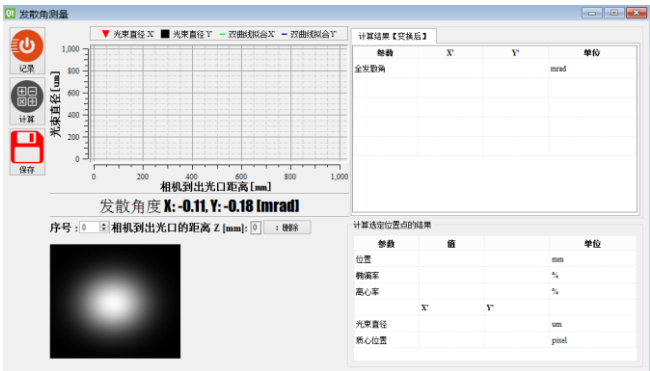 Qt 发散角测量
记录
计算
保存
光束直径 X 光束直径 Y 双曲线拟合X 双曲线拟合Y
光束直径[um]
1,000
800
600
400
200
0
0 200 400 600 800 1,000
相机到出光口距离[mm]
发散角度 X: -0.11, Y: -0.18 [mrad]
序号 : 0 相机到出光口的距离 Z [mm]: 0 : 删除
计算结果【变换后】
参数 X' Y' 单位
全发散角 mrad
计算选定位置点的结果
参数 值 单位
位置 mm
椭偏率 %
离心率 %
X' Y'
光束直径 um
质心位置 pixel